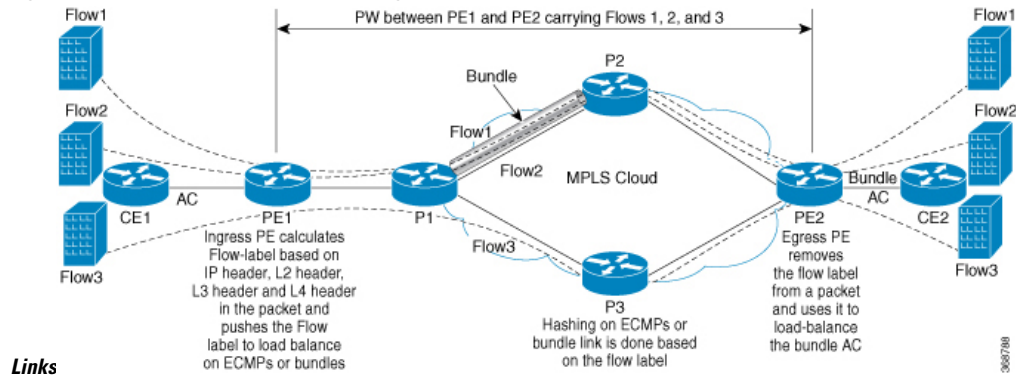 PW between PE1 and PE2 carrying Flows 1, 2, and 3
Flow1
Flow1
P2
Bundle
Flow2
Flow2
Flow1
Flow2
MPLS Cloud
Bundle
AC
AC
CE1
PE1
P1
PE2
CE2
Flow3
Flow3
Flow3
Ingress PE calculates
Flow-label based on
IP header, L2 header,
L3 header and L4 header
in the packet and
pushes the Flow
label to load balance
on ECMPs or bundles
P3
Hashing on ECMPs or
bundle link is done based
on the flow label
Egress PE
removes
the flow label
from a packet
and uses it to
load-balance
the bundle AC
368788
Links